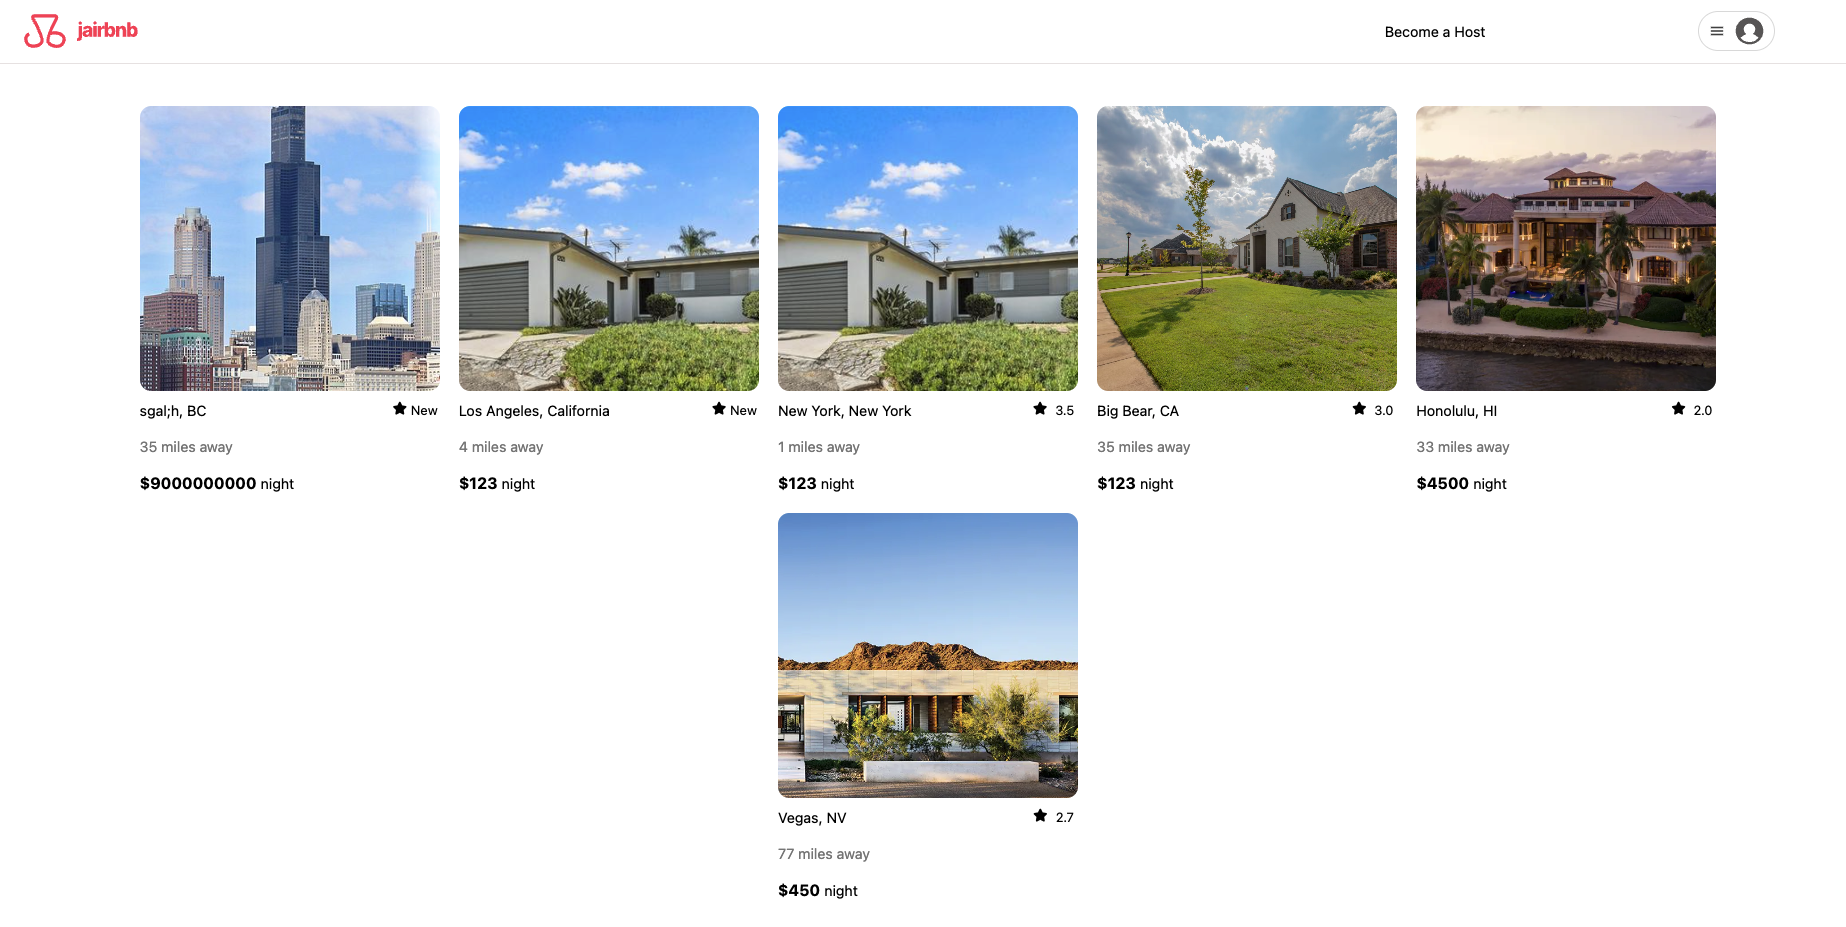 jairbnb
Become a Host
sgal;h, BC
New
35 miles away
$9000000000 night
Los Angeles, California
New
4 miles away
$123 night
New York, New York
3.5
1 miles away
$123 night
Big Bear, CA
3.0
35 miles away
$123 night
Honolulu, HI
2.0
33 miles away
$4500 night
Vegas, NV
2.7
77 miles away
$450 night